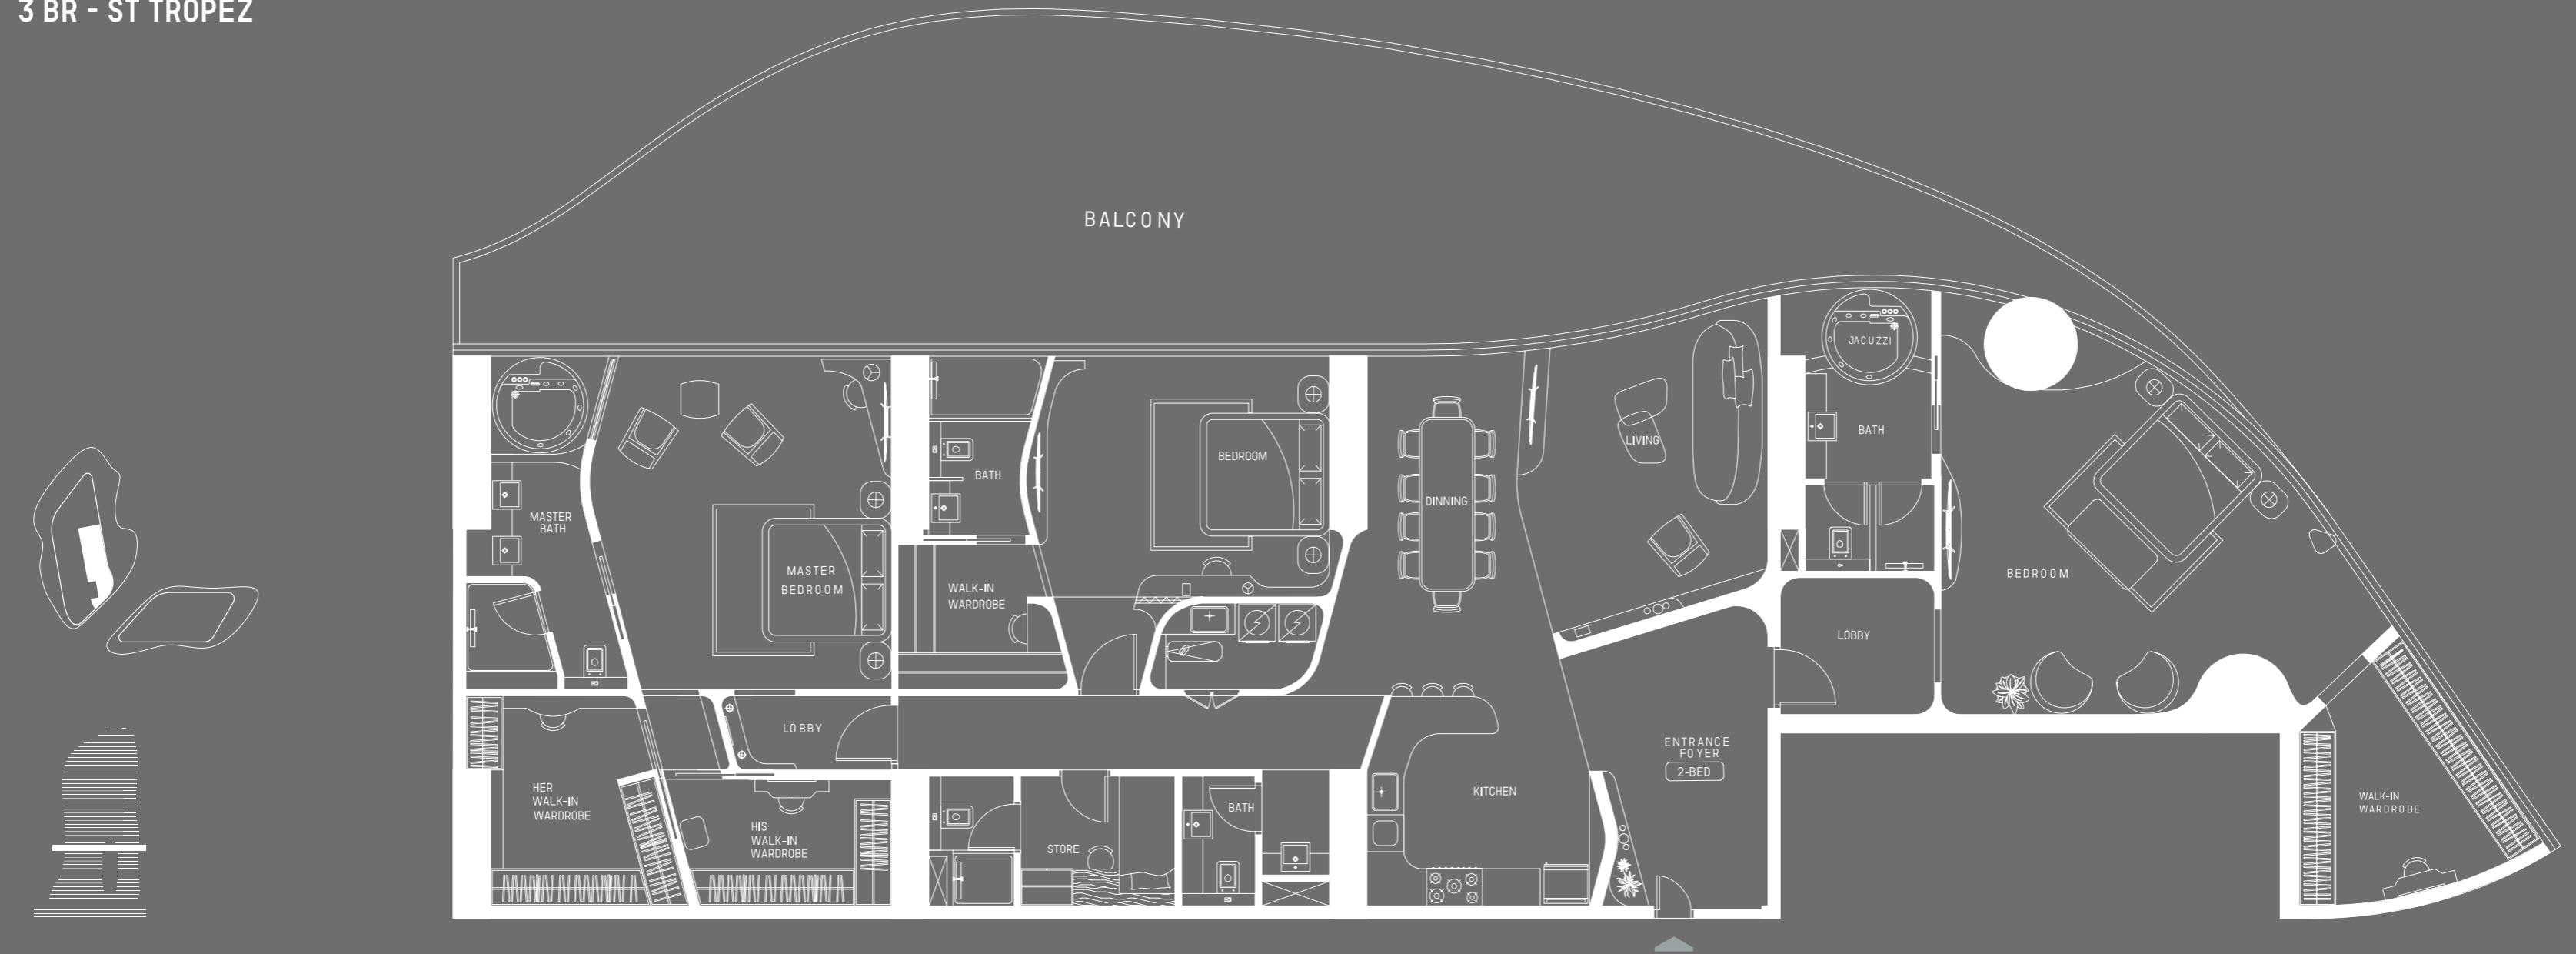 3 BR - ST TROPEZ
BALCONY
JACUZZI
BATH
LIVING
BEDROOM
BATH
DINNING
MASTER
BATH
MASTER
BEDROOM
WALK-IN
WARDROBE
BEDROOM
LOBBY
LOBBY
ENTRANCE
FOYER
2-BED
HER
WALK-IN
WARDROBE
HIS
WALK-IN
WARDROBE
STORE
BATH
KITCHEN
WALK-IN
WARDROBE